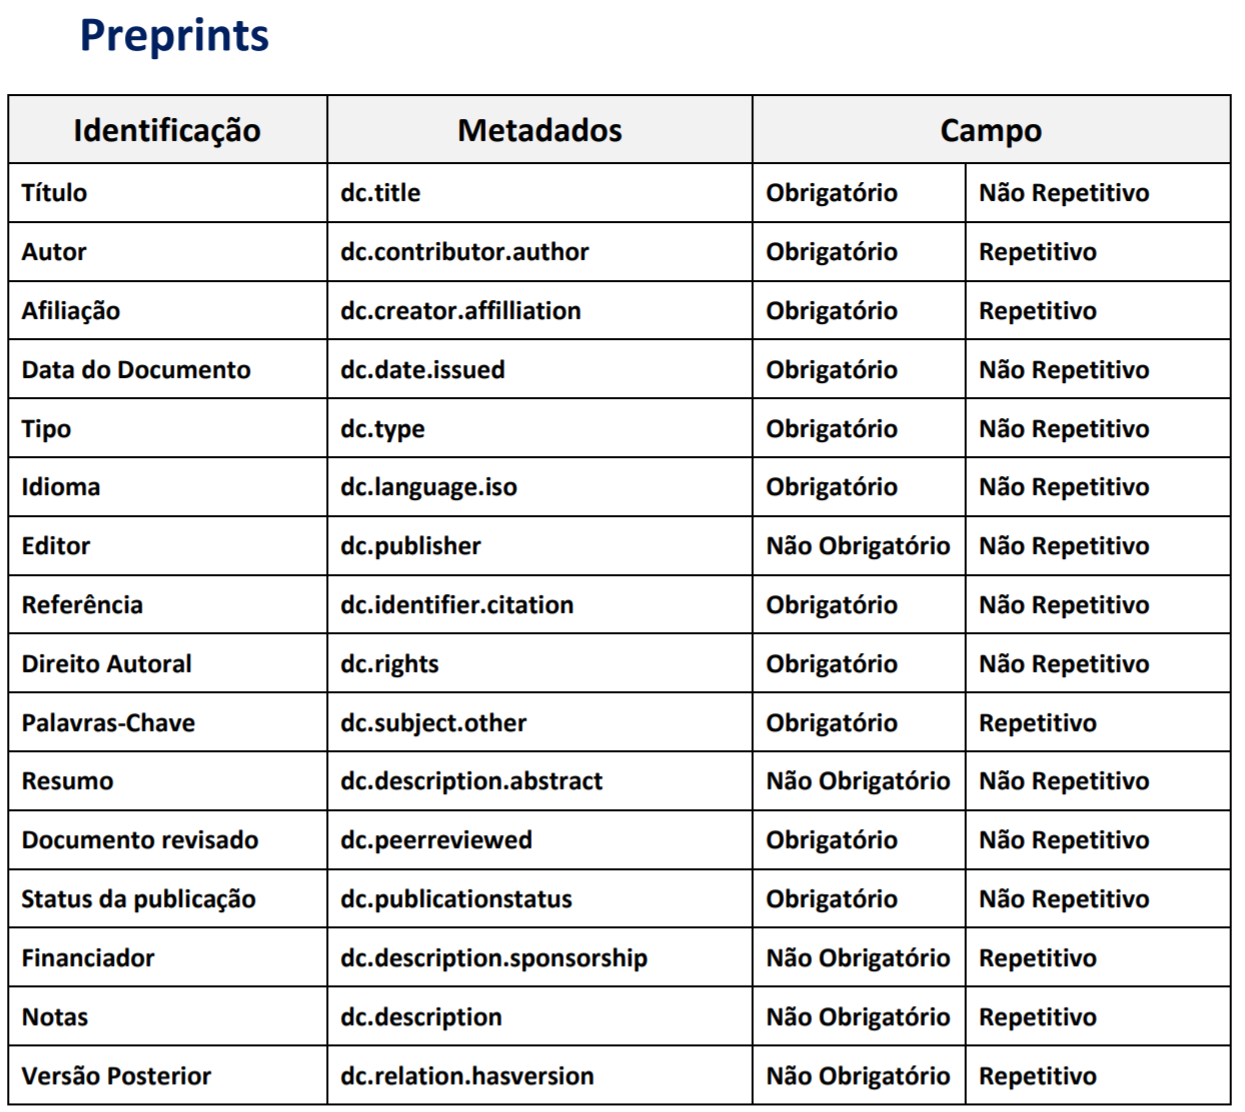 Preprints
Identificação Metadados Campo
Título dc.title Obrigatório Não Repetitivo
Autor dc.contributor.author Obrigatório Repetitivo
Afiliação dc.creator.affilliation Obrigatório Repetitivo
Data do Documento dc.date.issued Obrigatório Não Repetitivo
Tipo dc.type Obrigatório Não Repetitivo
Idioma dc.language.iso Obrigatório Não Repetitivo
Editor dc.publisher Não Obrigatório Não Repetitivo
Referência dc.identifier.citation Obrigatório Não Repetitivo
Direito Autoral dc.rights Obrigatório Não Repetitivo
Palavras-Chave dc.subject.other Obrigatório Repetitivo
Resumo dc.description.abstract Não Obrigatório Não Repetitivo
Documento revisado dc.peerreviewed Obrigatório Não Repetitivo
Status da publicação dc.publicationstatus Obrigatório Não Repetitivo
Financiador dc.description.sponsorship Não Obrigatório Repetitivo
Notas dc.description Não Obrigatório Repetitivo
Versão Posterior dc.relation.hasversion Não Obrigatório Repetitivo